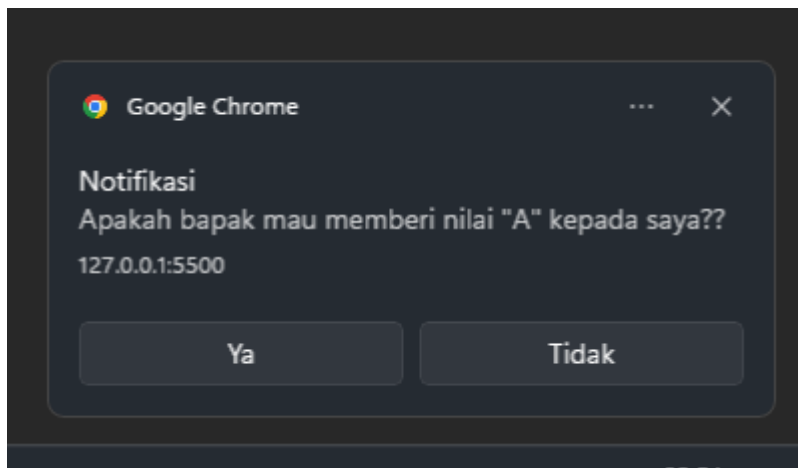 Google Chrome
Notifikasi
Apakah bapak mau memberi nilai "A" kepada saya??
127.0.0.1:5500
Ya
Tidak